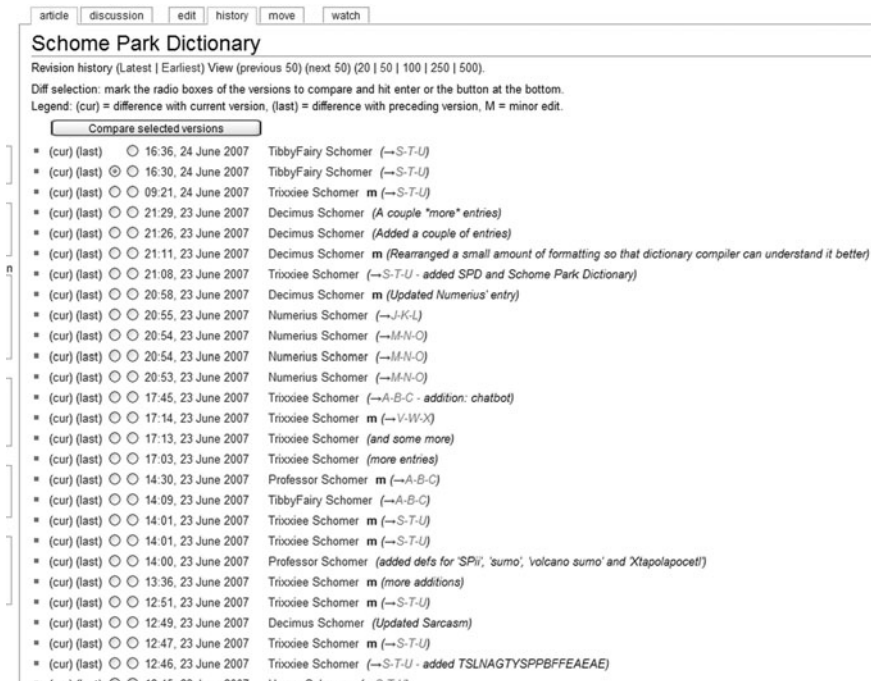 article discussion edit history move watch
Schome Park Dictionary
Revision history (Latest | Earliest) View (previous 50) (next 50) (20 | 50 | 100 | 250 | 500).
Diff selection: mark the radio boxes of the versions to compare and hit enter or the button at the bottom.
Legend: (cur) = difference with current version, (last) = difference with preceding version, M = minor edit.
Compare selected versions
(cur) (last) 16:36, 24 June 2007 TibbyFairy Schomer (→S-T-U)
(cur) (last) 16:30, 24 June 2007 TibbyFairy Schomer (→S-T-U)
(cur) (last) 09:21, 24 June 2007 Trixxiee Schomer m (→S-T-U)
(cur) (last) 21:29, 23 June 2007 Decimus Schomer (A couple *more* entries)
(cur) (last) 21:26, 23 June 2007 Decimus Schomer (Added a couple of entries)
(cur) (last) 21:11, 23 June 2007 Decimus Schomer m (Rearranged a small amount of formatting so that dictionary compiler can understand it better)
n
(cur) (last) 21:08, 23 June 2007 Trixxiee Schomer (→S-T-U - added SPD and Schome Park Dictionary)
(cur) (last) 20:58, 23 June 2007 Decimus Schomer m (Updated Numerius' entry)
(cur) (last) 20:55, 23 June 2007 Numerius Schomer (→J-K-L)
(cur) (last) 20:54, 23 June 2007 Numerius Schomer (→M-N-O)
(cur) (last) 20:54, 23 June 2007 Numerius Schomer (→M-N-O)
(cur) (last) 20:53, 23 June 2007 Numerius Schomer (→M-N-O)
(cur) (last) 17:45, 23 June 2007 Trixxiee Schomer (→A-B-C - addition: chatbot)
(cur) (last) 17:14, 23 June 2007 Trixxiee Schomer m (→V-W-X)
(cur) (last) 17:13, 23 June 2007 Trixxiee Schomer (and some more)
(cur) (last) 17:03, 23 June 2007 Trixxiee Schomer (more entries)
(cur) (last) 14:30, 23 June 2007 Professor Schomer m (→A-B-C)
(cur) (last) 14:09, 23 June 2007 TibbyFairy Schomer (→A-B-C)
(cur) (last) 14:01, 23 June 2007 Trixxiee Schomer m (→S-T-U)
(cur) (last) 14:01, 23 June 2007 Trixxiee Schomer m (→S-T-U)
(cur) (last) 14:00, 23 June 2007 Professor Schomer (added defs for 'SPii', 'sumo', 'volcano sumo' and 'Xtapolapocetl')
(cur) (last) 13:36, 23 June 2007 Trixxiee Schomer m (more additions)
(cur) (last) 12:51, 23 June 2007 Trixxiee Schomer m (→S-T-U)
(cur) (last) 12:49, 23 June 2007 Decimus Schomer (Updated Sarcasm)
(cur) (last) 12:47, 23 June 2007 Trixxiee Schomer m (→S-T-U)
(cur) (last) 12:46, 23 June 2007 Trixxiee Schomer (→S-T-U - added TSLNAGTYSPPBFFEAEAE)